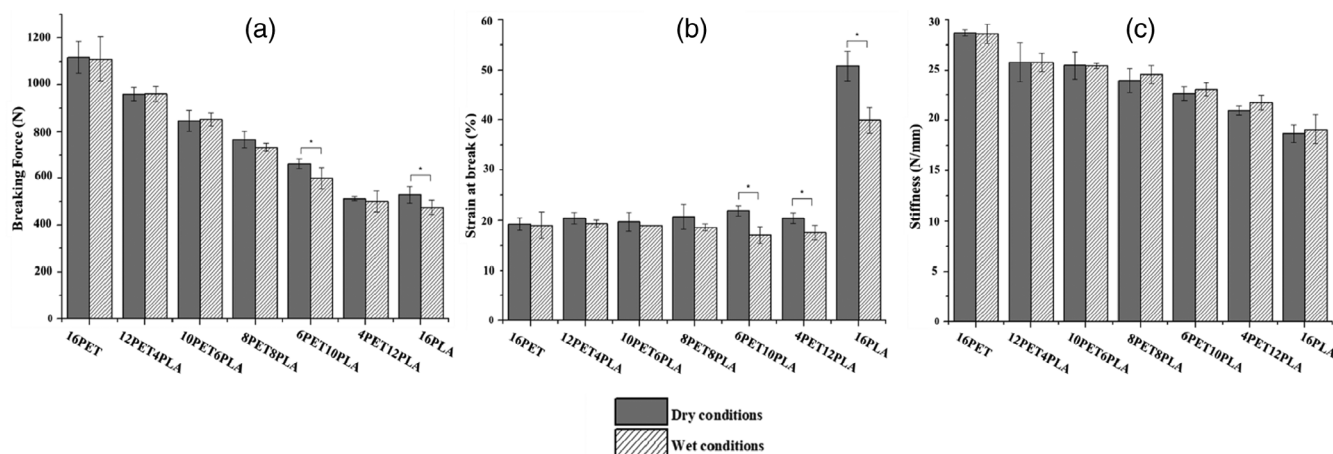 (a)
Breaking Force (N)
1200
1000
800
600
400
200
0
*
*
16PET
12PET4PLA
10PET6PLA
8PET8PLA
6PET10PLA
4PET12PLA
16PLA
(b)
Strain at break (%)
60
50
40
30
20
10
0
*
*
*
16PET
12PET4PLA
10PET6PLA
8PET8PLA
6PET10PLA
4PET12PLA
16PLA
(c)
Stiffness (N/mm)
30
25
20
15
10
5
0
16PET
12PET4PLA
10PET6PLA
8PET8PLA
6PET10PLA
4PET12PLA
16PLA
Dry conditions
Wet conditions